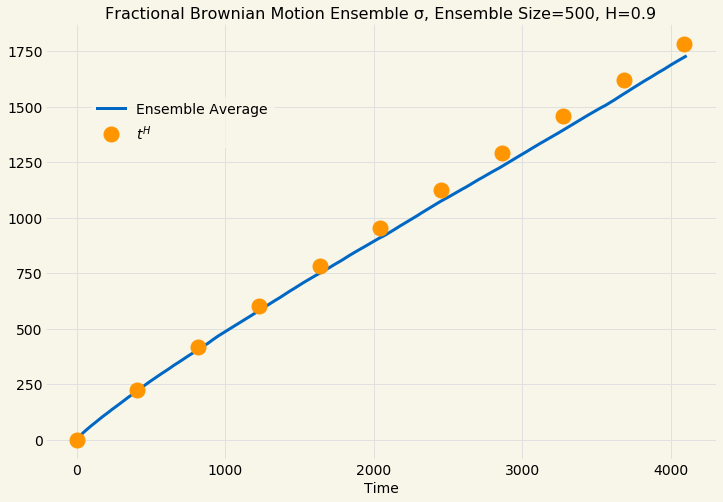 Fractional Brownian Motion Ensemble σ, Ensemble Size=500, H=0.9
1750
1500
1250
1000
750
500
250
0
Ensemble Average
t^H
0 1000 2000 3000 4000
Time